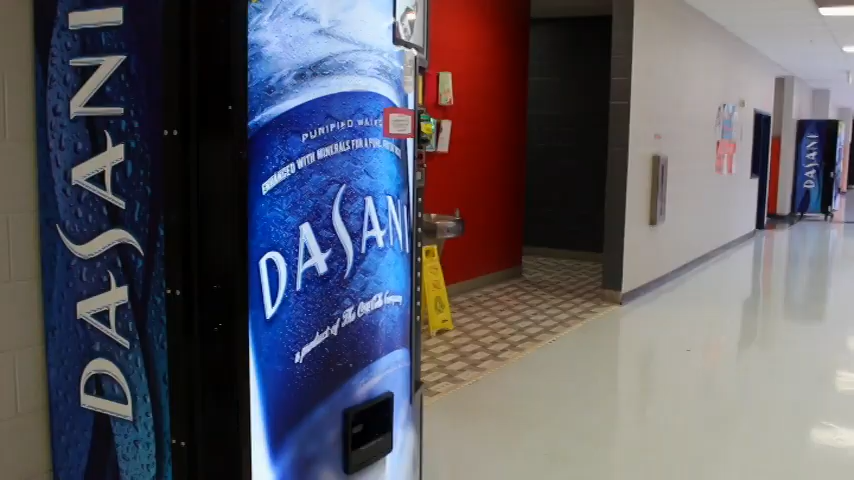 DASANI
PURIFIED WATER
ENHANCED WITH MINERALS FOR A PURE, FRESH TASTE
DASANI
a product of The Coca-Cola Company
DASANI